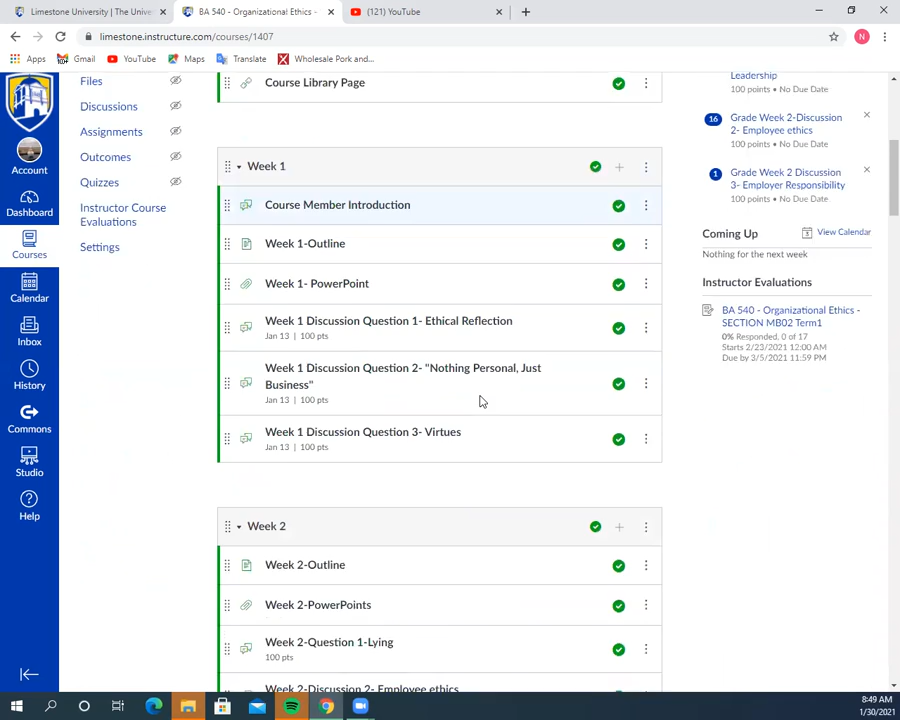 Limestone University | The Unive
BA 540 - Organizational Ethics -
(121) YouTube
limestone.instructure.com/courses/1407
N
Apps
Gmail
YouTube
Maps
Translate
Wholesale Pork and...
Account
Dashboard
Courses
Calendar
Inbox
History
Commons
Studio
Help
Files
Discussions
Assignments
Outcomes
Quizzes
Instructor Course
Evaluations
Settings
Course Library Page
Week 1
Course Member Introduction
Week 1-Outline
Week 1- PowerPoint
Week 1 Discussion Question 1- Ethical Reflection
Jan 13 | 100 pts
Week 1 Discussion Question 2- "Nothing Personal, Just
Business"
Jan 13 | 100 pts
Week 1 Discussion Question 3- Virtues
Jan 13 | 100 pts
Week 2
Week 2-Outline
Week 2-PowerPoints
Week 2-Question 1-Lying
100 pts
Week 2-Discussion 2- Employee ethics
Leadership
100 points • No Due Date
16
Grade Week 2-Discussion
2- Employee ethics
100 points • No Due Date
1
Grade Week 2 Discussion
3- Employer Responsibility
100 points • No Due Date
Coming Up
View Calendar
Nothing for the next week
Instructor Evaluations
BA 540 - Organizational Ethics -
SECTION MB02 Term1
0% Responded, 0 of 17
Starts 2/23/2021 12:00 AM
Due by 3/5/2021 11:59 PM
8:49 AM
1/30/2021